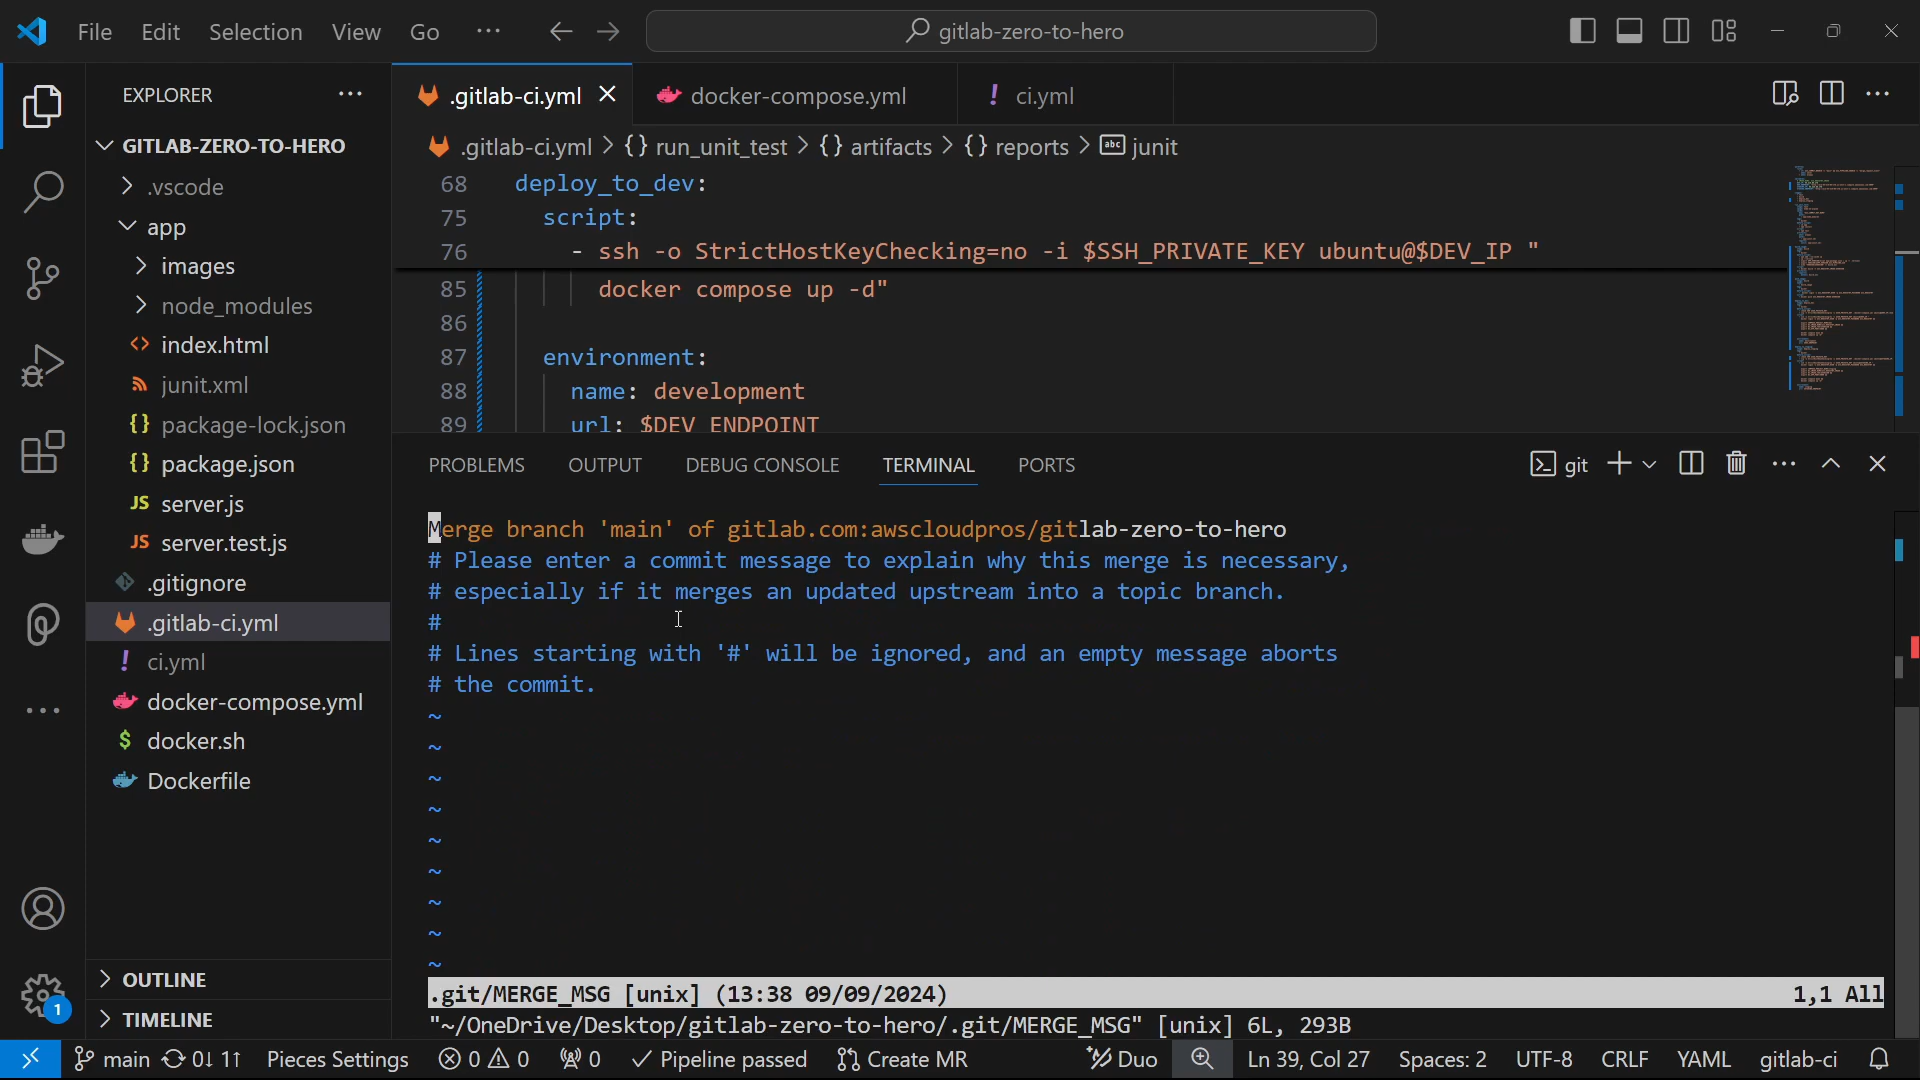 File Edit Selection View Go ··· gitlab-zero-to-hero
EXPLORER ···
GITLAB-ZERO-TO-HERO
.vscode
app
images
node_modules
<> index.html
junit.xml
{} package-lock.json
{} package.json
JS server.js
JS server.test.js
.gitignore
.gitlab-ci.yml
! ci.yml
docker-compose.yml
$ docker.sh
Dockerfile
OUTLINE
TIMELINE
1
.gitlab-ci.yml docker-compose.yml ! ci.yml
.gitlab-ci.yml > {} run_unit_test > {} artifacts > {} reports > abc junit
68 deploy_to_dev:
75 script:
76 - ssh -o StrictHostKeyChecking=no -i $SSH_PRIVATE_KEY ubuntu@$DEV_IP "
85 docker compose up -d"
86
87 environment:
88 name: development
89 url: $DEV_ENDPOINT
PROBLEMS OUTPUT DEBUG CONSOLE TERMINAL PORTS git
Merge branch 'main' of gitlab.com:awscloudpros/gitlab-zero-to-hero
# Please enter a commit message to explain why this merge is necessary,
# especially if it merges an updated upstream into a topic branch.
#
# Lines starting with '#' will be ignored, and an empty message aborts
# the commit.
~
~
~
~
~
~
~
~
~
.git/MERGE_MSG [unix] (13:38 09/09/2024) 1,1 All
"~/OneDrive/Desktop/gitlab-zero-to-hero/.git/MERGE_MSG" [unix] 6L, 293B
main 0↓ 1↑ Pieces Settings 0 0 0 Pipeline passed Create MR Duo Ln 39, Col 27 Spaces: 2 UTF-8 CRLF YAML gitlab-ci